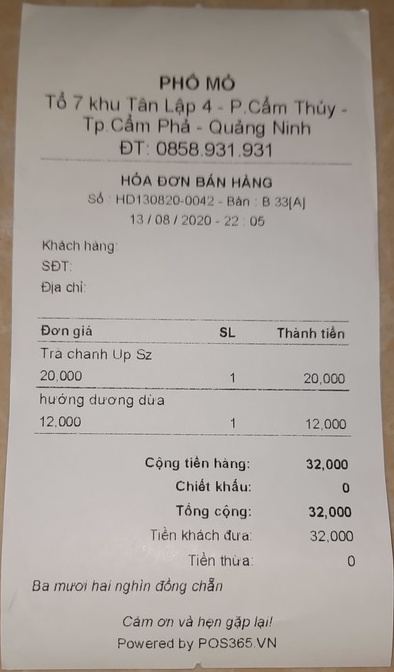 PHỐ MỎ
Tổ 7 khu Tân Lập 4 - P.Cẩm Thủy -
Tp.Cẩm Phả - Quảng Ninh
ĐT: 0858.931.931
HÓA ĐƠN BÁN HÀNG
Số : HD130820-0042 - Bàn : B 33[A]
13 / 08 / 2020 - 22 : 05
Khách hàng:
SĐT:
Địa chỉ:
Đơn giá SL Thành tiền
Trà chanh Up Sz
20,000 1 20,000
hướng dương dừa
12,000 1 12,000
Cộng tiền hàng: 32,000
Chiết khấu: 0
Tổng cộng: 32,000
Tiền khách đưa: 32,000
Tiền thừa: 0
Ba mươi hai nghìn đồng chẵn
Cảm ơn và hẹn gặp lại!
Powered by POS365.VN